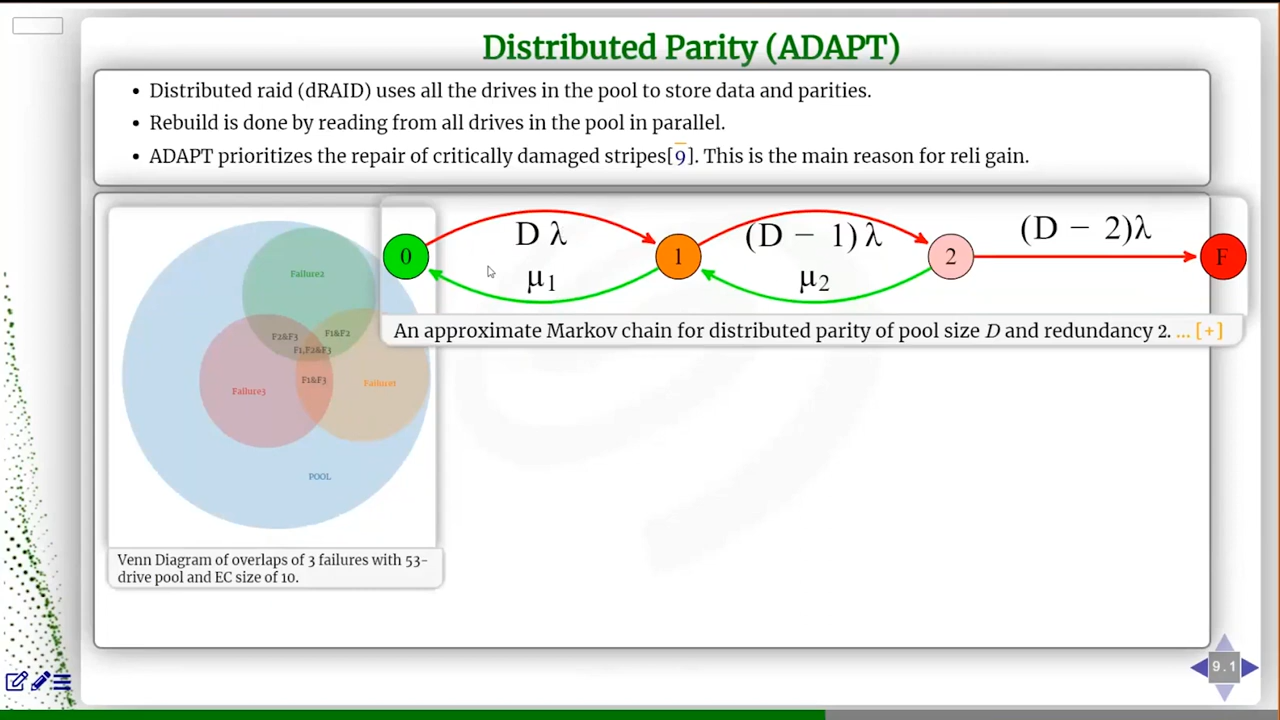 Distributed Parity (ADAPT)
• Distributed raid (dRAID) uses all the drives in the pool to store data and parities.
• Rebuild is done by reading from all drives in the pool in parallel.
• ADAPT prioritizes the repair of critically damaged stripes[9]. This is the main reason for reli gain.
0
D λ
μ1
1
(D − 1)λ
μ2
2
(D − 2)λ
F
An approximate Markov chain for distributed parity of pool size D and redundancy 2. ... [+]
Failure2
F2&F3
F1&F2
F1,F2&F3
F1&F3
Failure3
Failure1
POOL
Venn Diagram of overlaps of 3 failures with 53-
drive pool and EC size of 10.
9.1